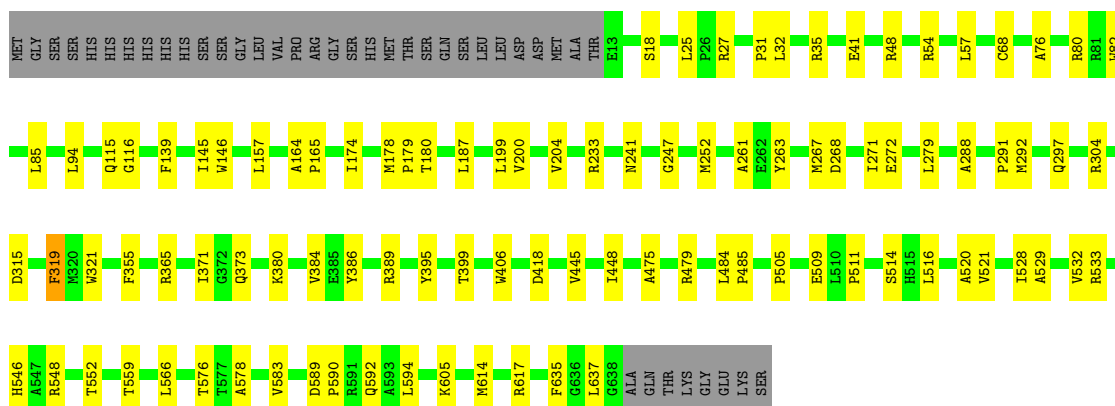 MET GLY SER SER HIS HIS HIS HIS HIS HIS SER SER GLY LEU VAL PRO ARG GLY SER HIS MET THR SER GLN SER LEU LEU ASP ASP MET ALA THR E13 S18 L25 P26 R27 P31 L32 R35 E41 R48 R54 L57 C68 A76 R80 R81 W82
L85 L94 Q115 G116 F139 I145 W146 L157 A164 P165 I174 M178 P179 T180 L187 L199 V200 V204 R233 N241 G247 M252 A261 E262 Y263 M267 D268 I271 E272 L279 A288 P291 M292 Q297 R304
D315 F319 M320 W321 F355 R365 I371 G372 Q373 K380 V384 E385 Y386 R389 Y395 T399 W406 D418 V445 I448 A475 R479 L484 P485 P505 E509 L510 P511 S514 H515 L516 A520 V521 I528 A529 V532 R533
H546 A547 R548 T552 T559 L566 T576 T577 A578 V583 D589 P590 R591 Q592 A593 L594 K605 M614 R617 F635 G636 L637 G638 ALA GLN THR LYS GLY GLU LYS SER